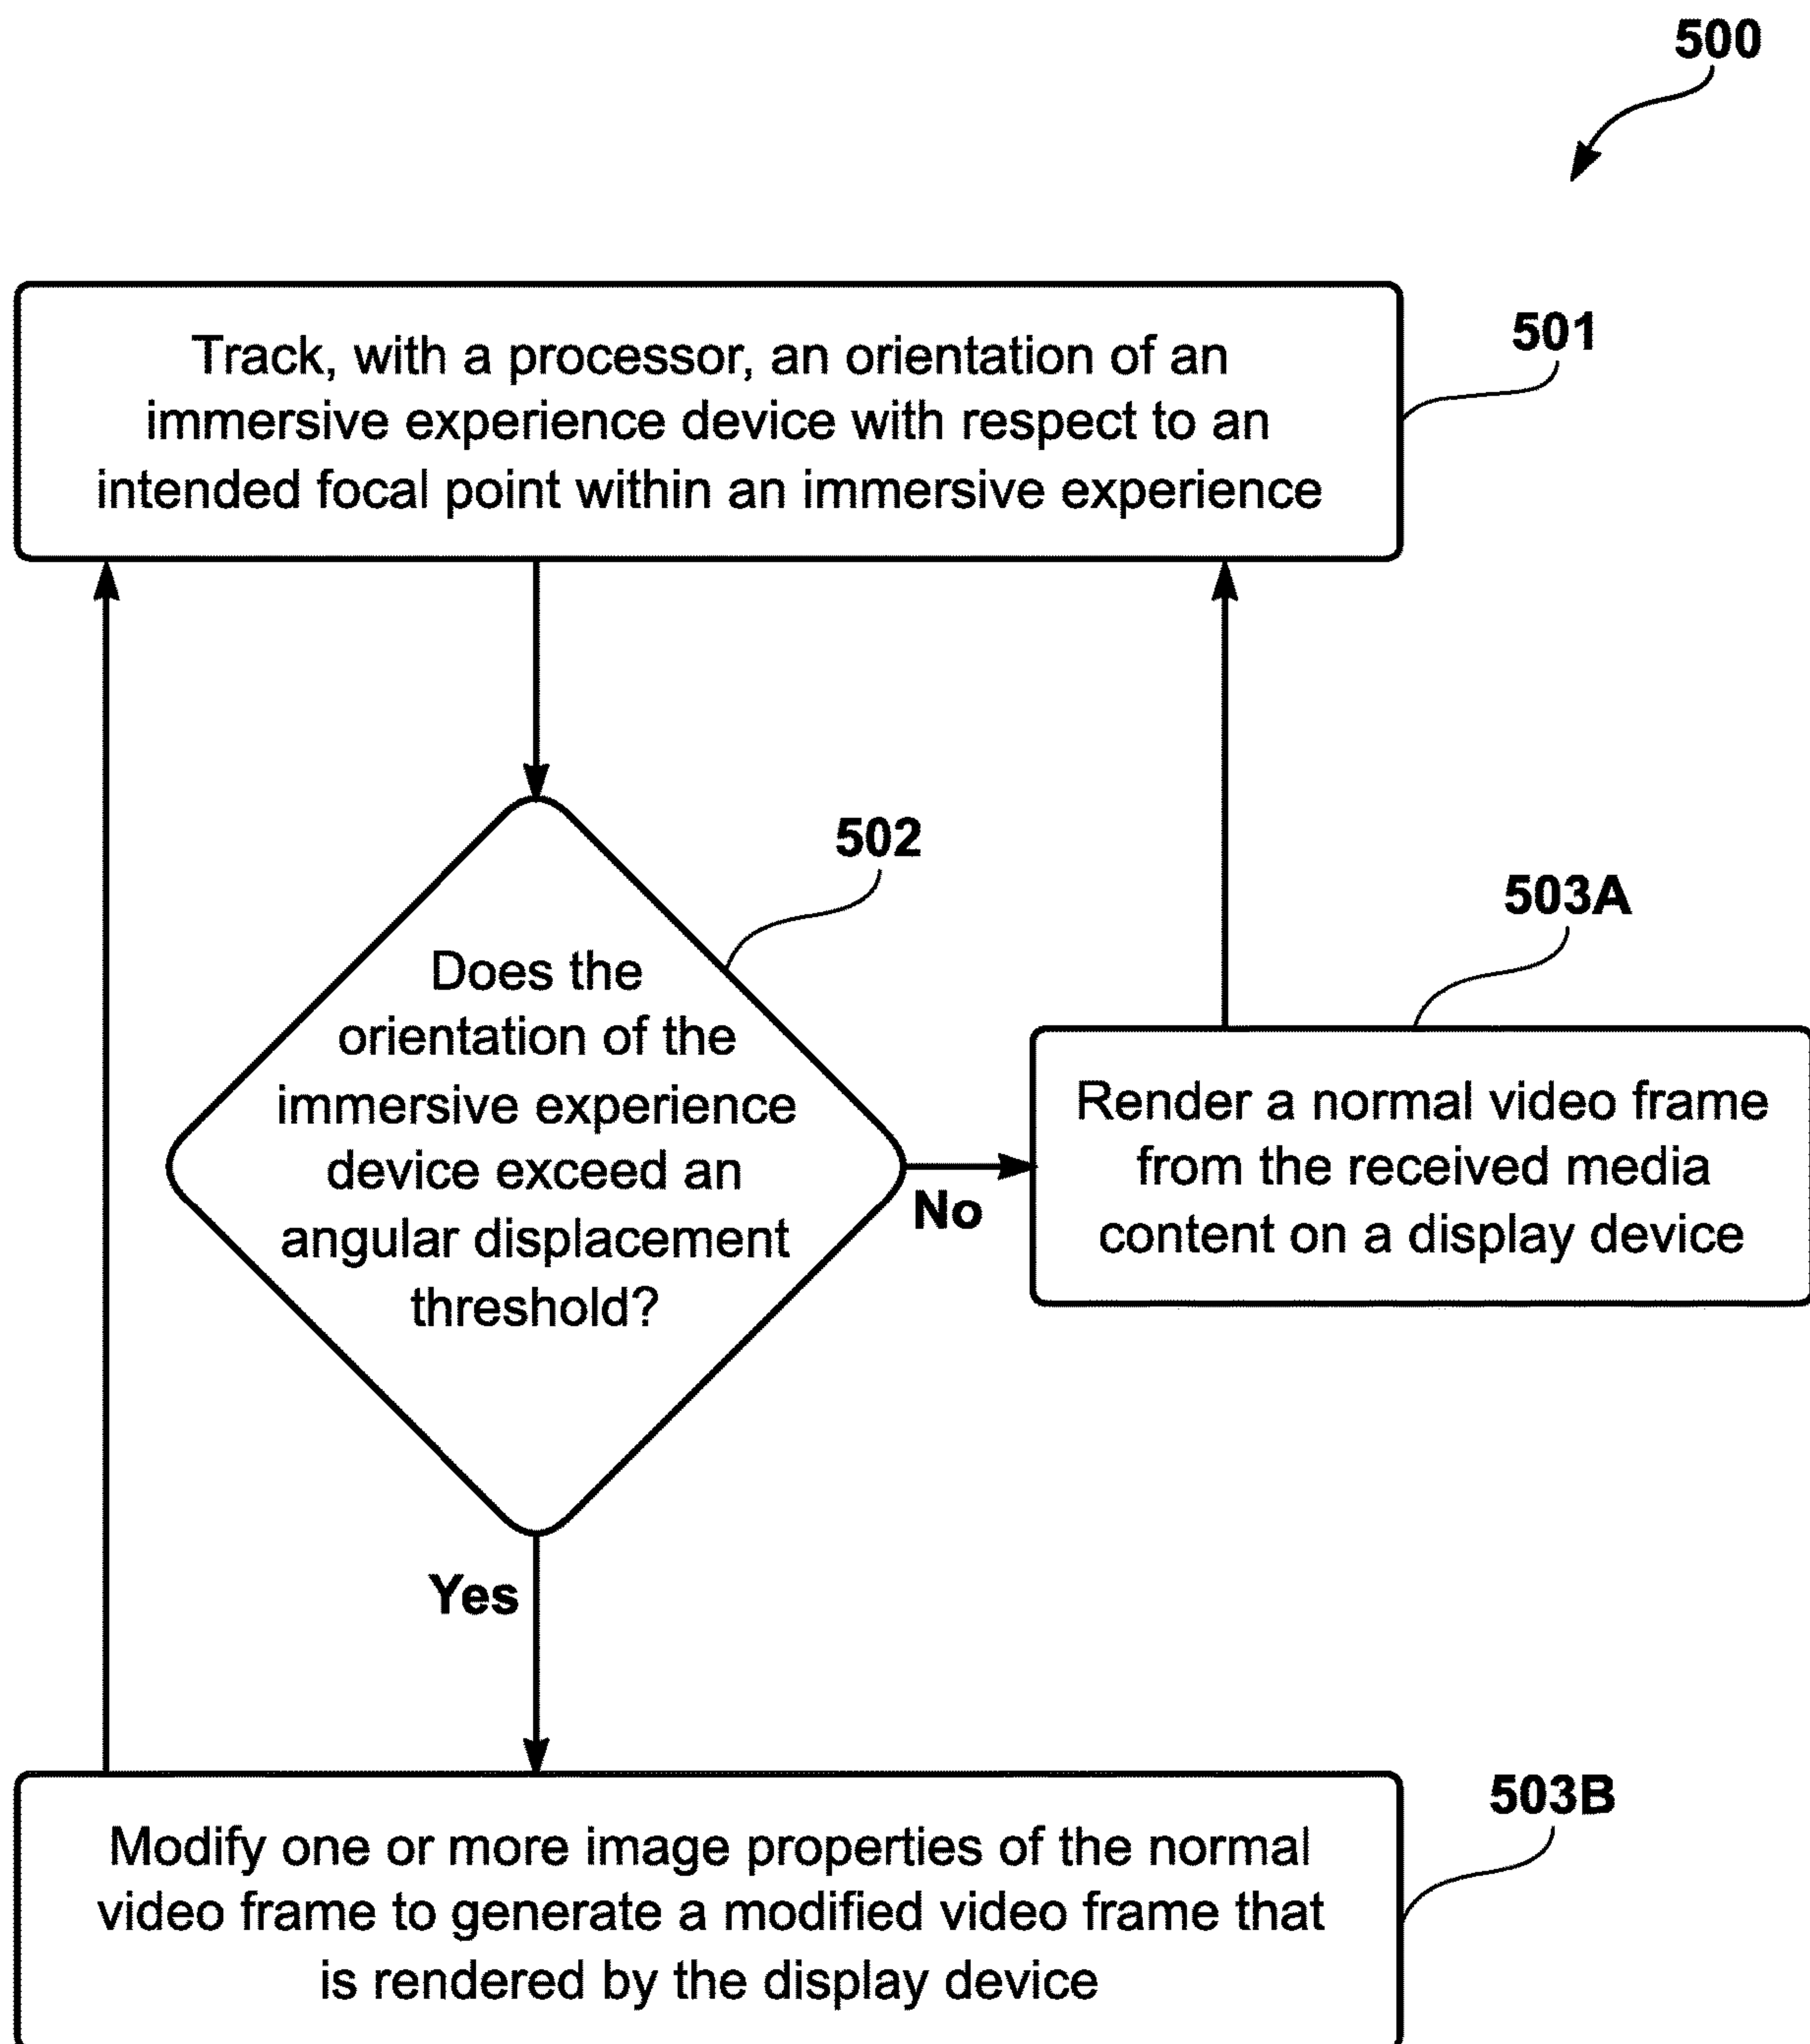 500
501
Track, with a processor, an orientation of an
immersive experience device with respect to an
intended focal point within an immersive experience
502
Does the
orientation of the
immersive experience
device exceed an
angular displacement
threshold?
No
503A
Render a normal video frame
from the received media
content on a display device
Yes
503B
Modify one or more image properties of the normal
video frame to generate a modified video frame that
is rendered by the display device